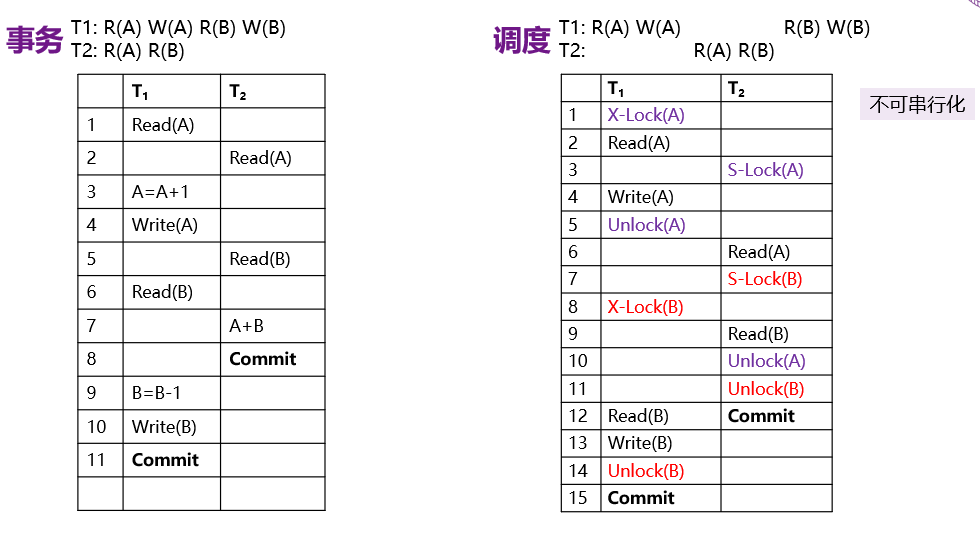 事务
T1: R(A) W(A) R(B) W(B)
T2: R(A) R(B)
T1 T2
1 Read(A)
2 Read(A)
3 A=A+1
4 Write(A)
5 Read(B)
6 Read(B)
7 A+B
8 Commit
9 B=B-1
10 Write(B)
11 Commit
调度
T1: R(A) W(A) R(B) W(B)
T2: R(A) R(B)
T1 T2
1 X-Lock(A)
2 Read(A)
3 S-Lock(A)
4 Write(A)
5 Unlock(A)
6 Read(A)
7 S-Lock(B)
8 X-Lock(B)
9 Read(B)
10 Unlock(A)
11 Unlock(B)
12 Read(B) Commit
13 Write(B)
14 Unlock(B)
15 Commit
不可串行化